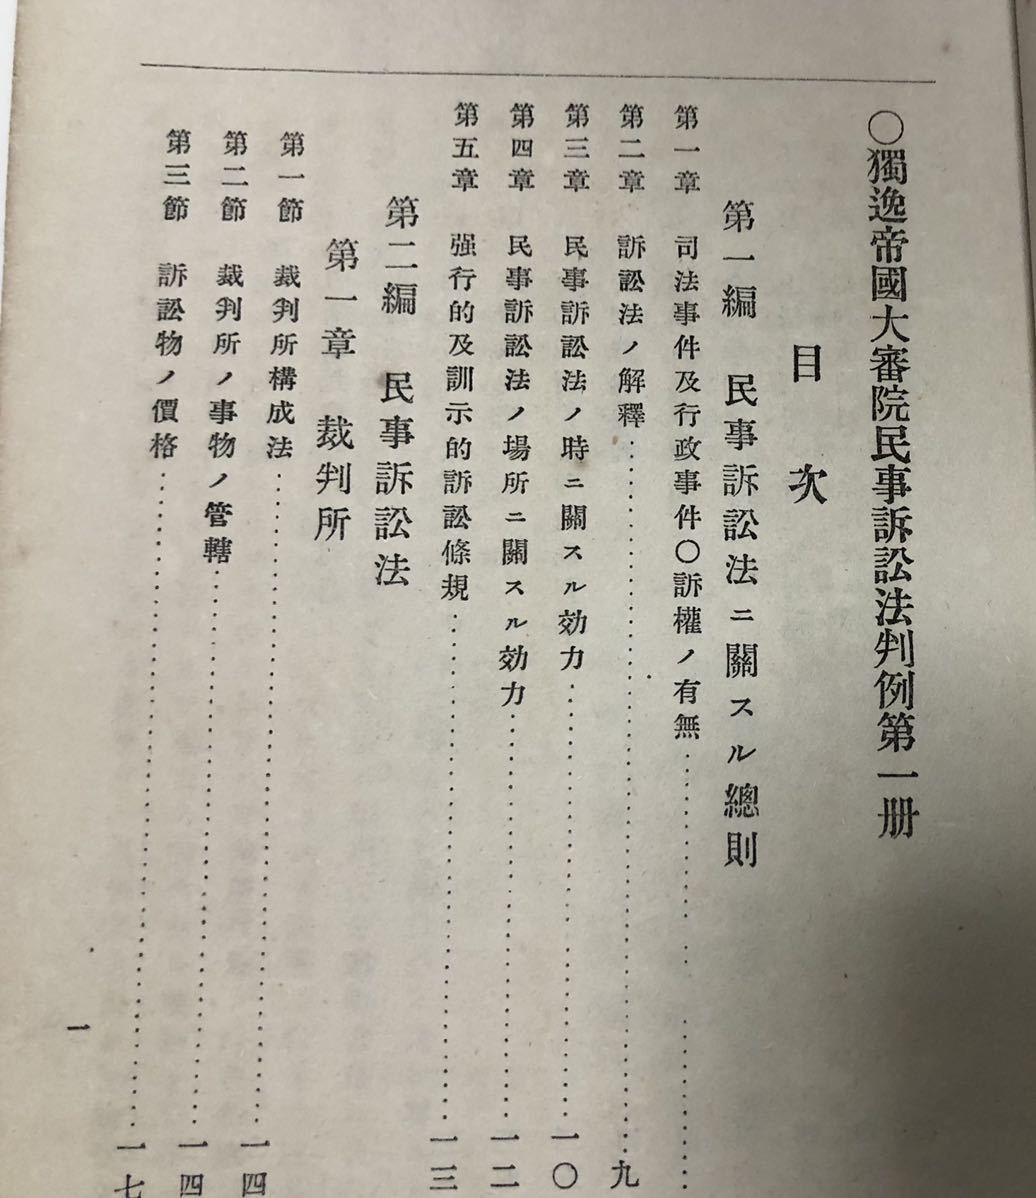 〇獨逸帝國大審院民事訴訟法判例第一册
目次
第一編 民事訴訟法ニ關スル總則
第一章 司法事件及行政事件〇訴權ノ有無
第二章 訴訟法ノ解釋 九
第三章 民事訴訟法ノ時ニ關スル効力 一〇
第四章 民事訴訟法ノ場所ニ關スル効力 一二
第五章 强行的及訓示的訴訟條規 一三
第二編 民事訴訟法
第一章 裁判所
第一節 裁判所構成法 一四
第二節 裁判所ノ事物ノ管轄 一四
第三節 訴訟物ノ價格 一七
一